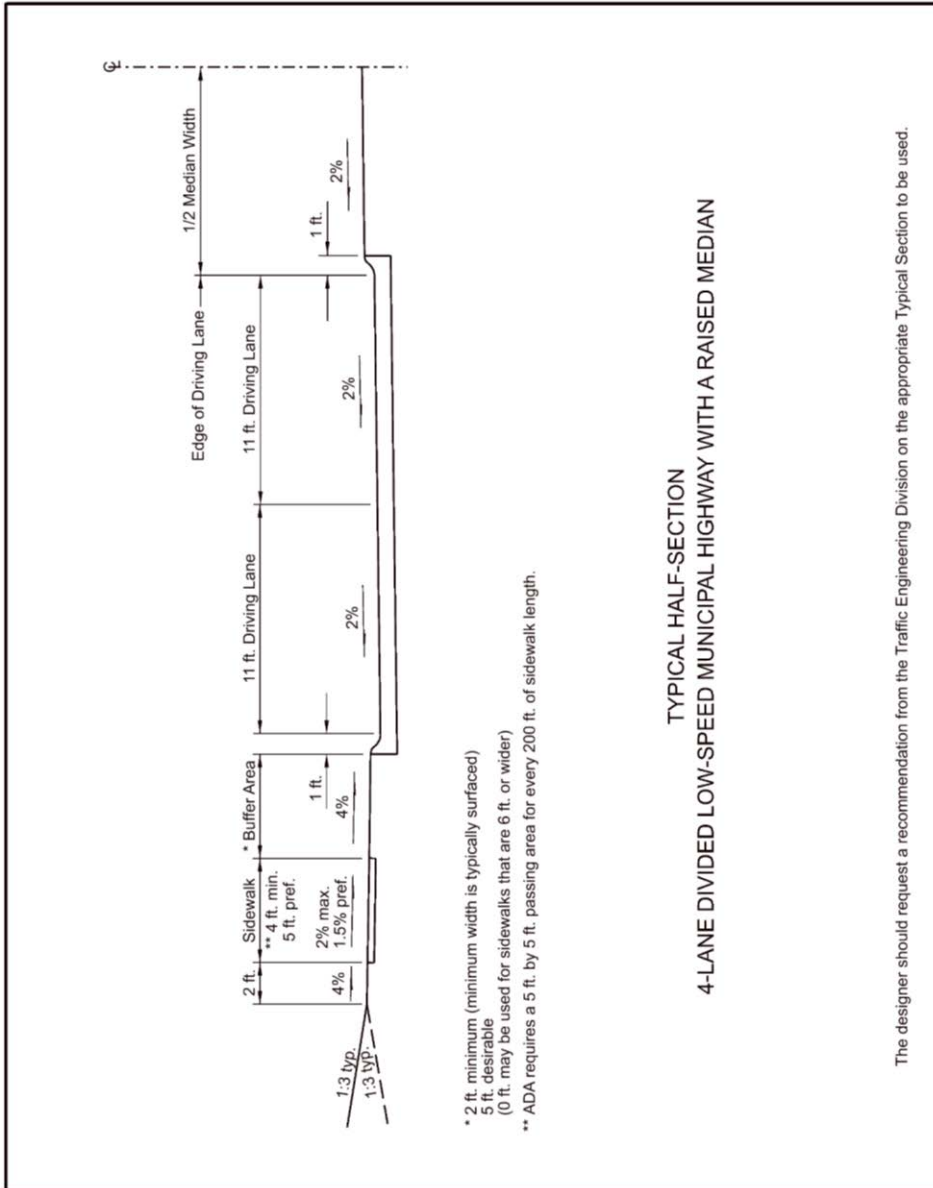 ℄
1/2 Median Width
Edge of Driving Lane
11 ft. Driving Lane
11 ft. Driving Lane
* Buffer Area
Sidewalk
** 4 ft. min.
5 ft. pref.
2 ft.
1 ft.
2%
2%
2%
1 ft.
4%
2% max.
1.5% pref.
4%
1:3 typ.
1:3 typ.
* 2 ft. minimum (minimum width is typically surfaced)
5 ft. desirable
(0 ft. may be used for sidewalks that are 6 ft. or wider)
** ADA requires a 5 ft. by 5 ft. passing area for every 200 ft. of sidewalk length.
TYPICAL HALF-SECTION
4-LANE DIVIDED LOW-SPEED MUNICIPAL HIGHWAY WITH A RAISED MEDIAN
The designer should request a recommendation from the Traffic Engineering Division on the appropriate Typical Section to be used.